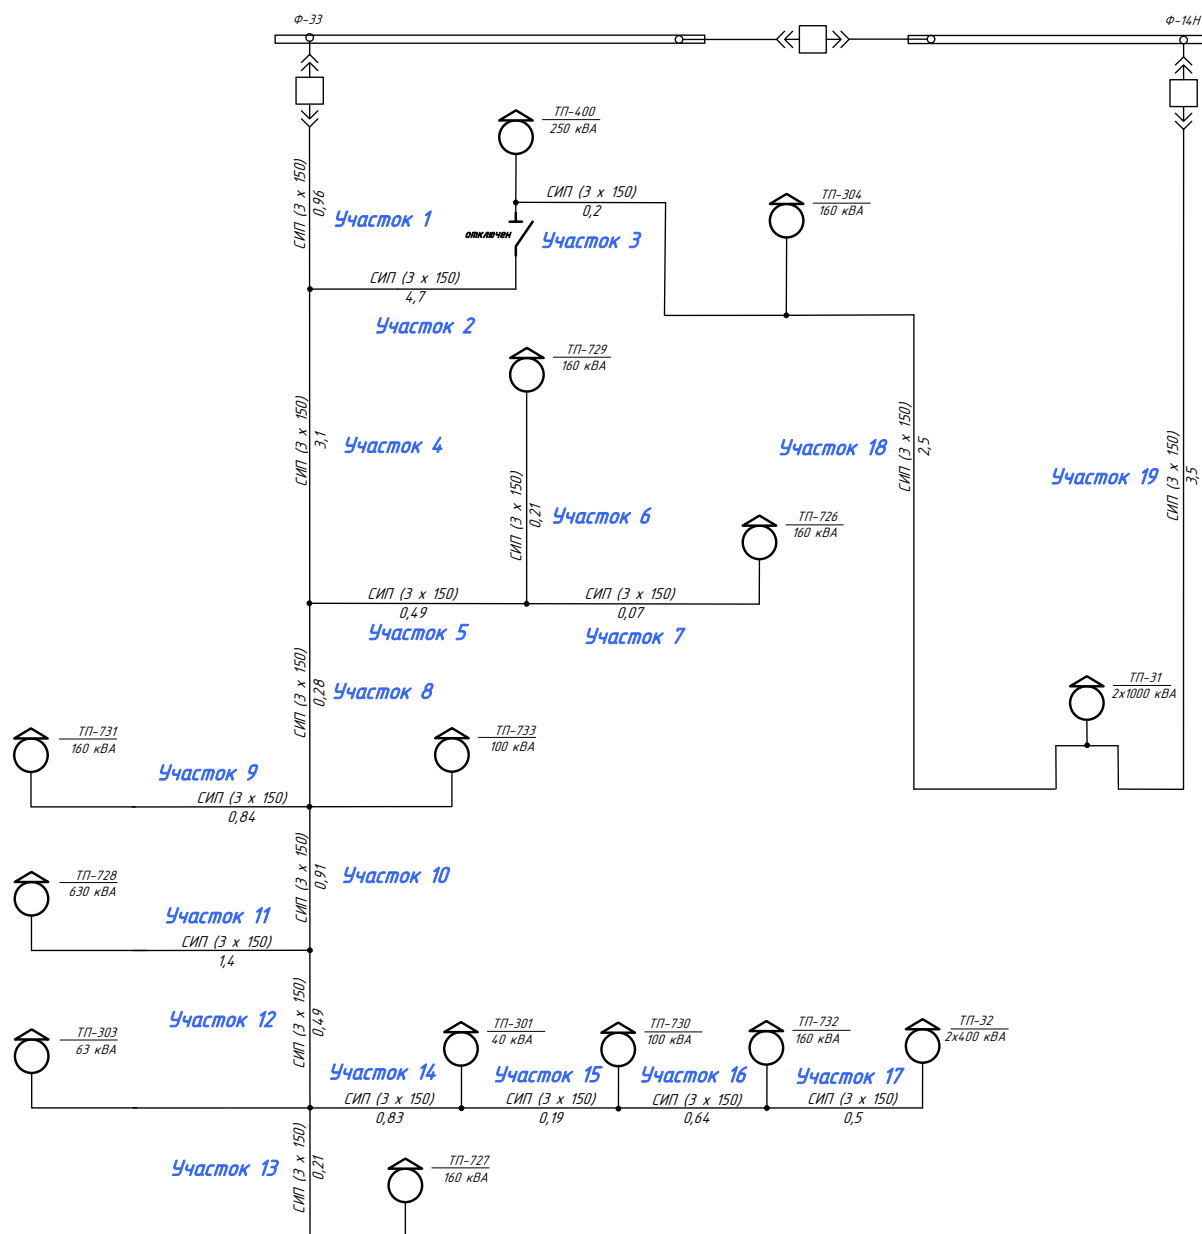 Ф-33
Ф-14Н
ТП-400
250 кВА
СИП (3 х 150)
0,96
Участок 1
СИП (3 х 150)
0,2
отключен
Участок 3
ТП-304
160 кВА
СИП (3 х 150)
4,7
Участок 2
ТП-729
160 кВА
СИП (3 х 150)
3,1
Участок 4
СИП (3 х 150)
2,5
Участок 18
СИП (3 х 150)
3,5
Участок 19
СИП (3 х 150)
0,21
Участок 6
ТП-726
160 кВА
СИП (3 х 150)
0,49
Участок 5
СИП (3 х 150)
0,07
Участок 7
СИП (3 х 150)
0,28
Участок 8
ТП-31
2х1000 кВА
ТП-731
160 кВА
ТП-733
100 кВА
Участок 9
СИП (3 х 150)
0,84
СИП (3 х 150)
0,91
Участок 10
ТП-728
630 кВА
Участок 11
СИП (3 х 150)
1,4
Участок 12
СИП (3 х 150)
0,49
ТП-303
63 кВА
ТП-301
40 кВА
ТП-730
100 кВА
ТП-732
160 кВА
ТП-32
2х400 кВА
Участок 14
СИП (3 х 150)
0,83
Участок 15
СИП (3 х 150)
0,19
Участок 16
СИП (3 х 150)
0,64
Участок 17
СИП (3 х 150)
0,5
Участок 13
СИП (3 х 150)
0,21
ТП-727
160 кВА